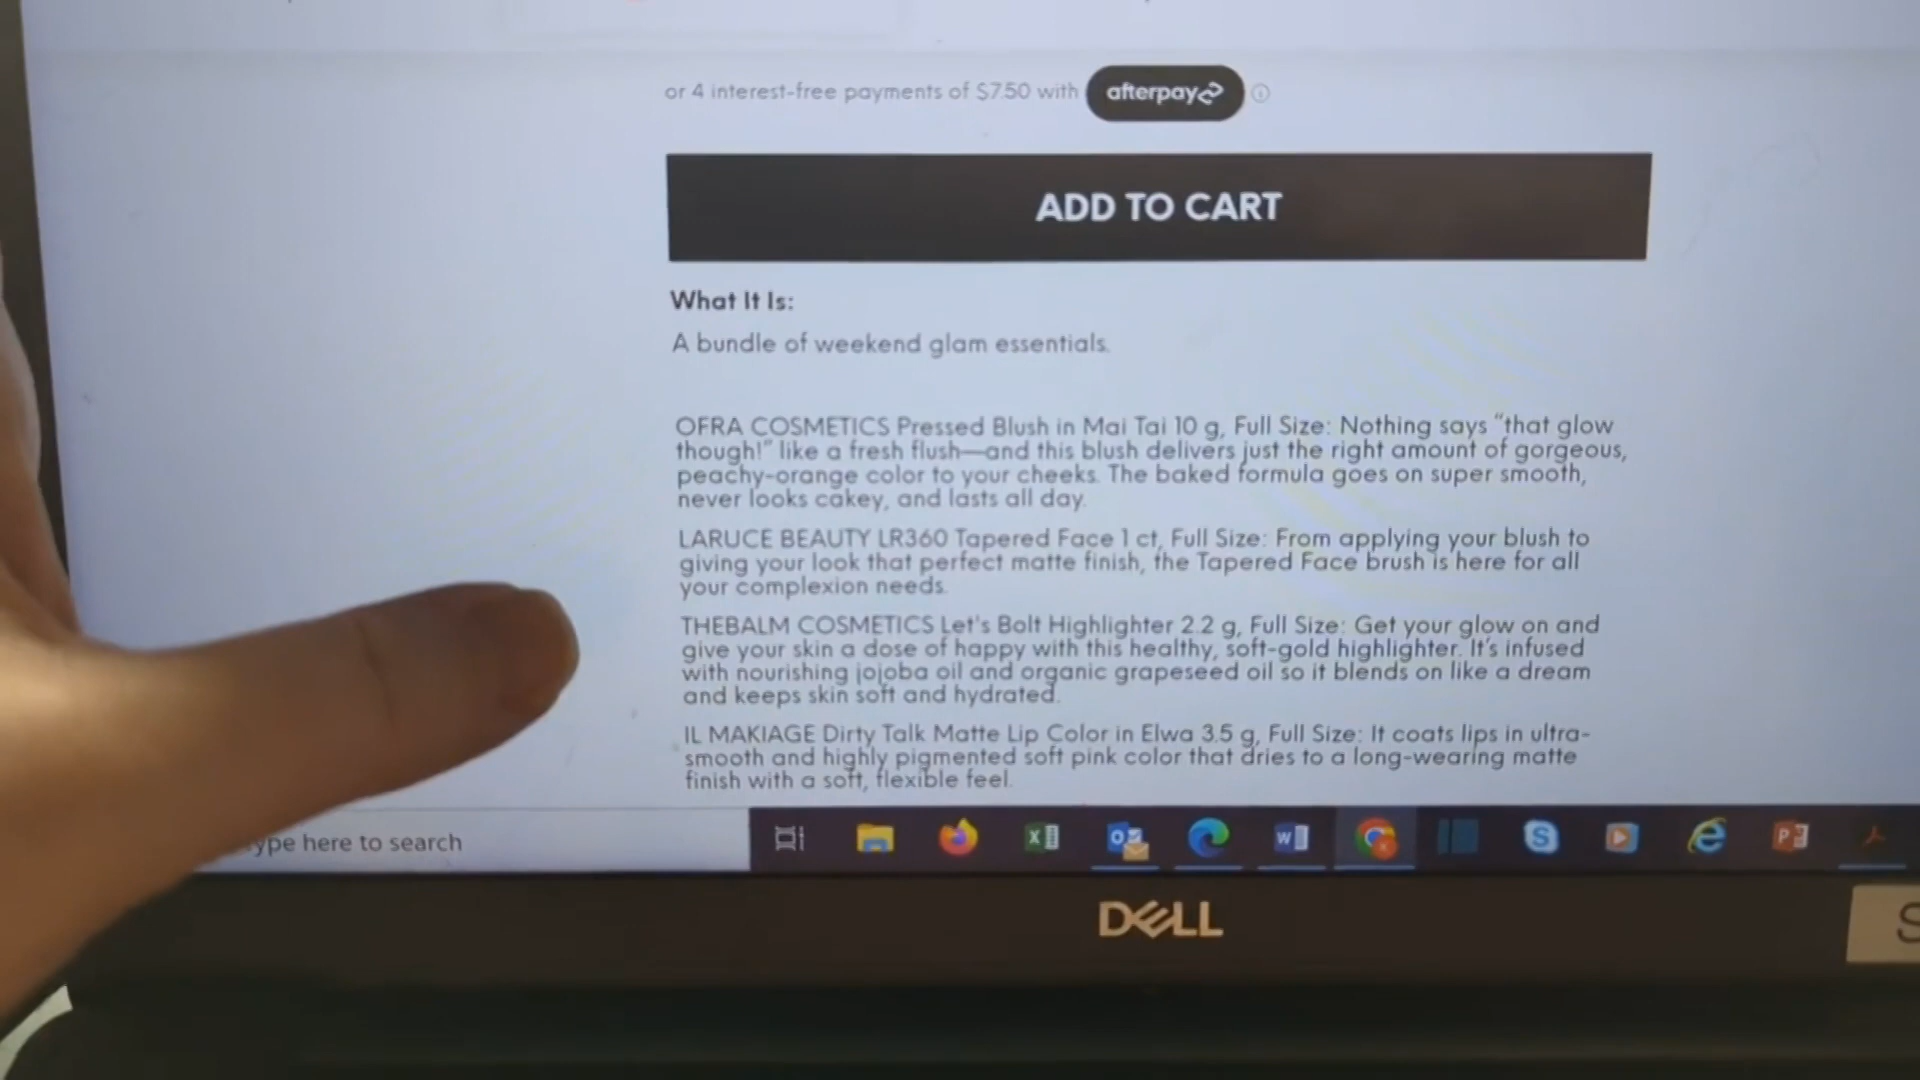 or 4 interest-free payments of $7.50 with afterpay
ADD TO CART
What It Is:
A bundle of weekend glam essentials.
OFRA COSMETICS Pressed Blush in Mai Tai 10 g, Full Size: Nothing says "that glow
though!" like a fresh flush—and this blush delivers just the right amount of gorgeous,
peachy-orange color to your cheeks. The baked formula goes on super smooth,
never looks cakey, and lasts all day.
LARUCE BEAUTY LR360 Tapered Face 1 ct, Full Size: From applying your blush to
giving your look that perfect matte finish, the Tapered Face brush is here for all
your complexion needs.
THEBALM COSMETICS Let's Bolt Highlighter 2.2 g, Full Size: Get your glow on and
give your skin a dose of happy with this healthy, soft-gold highlighter. It's infused
with nourishing jojoba oil and organic grapeseed oil so it blends on like a dream
and keeps skin soft and hydrated.
IL MAKIAGE Dirty Talk Matte Lip Color in Elwa 3.5 g, Full Size: It coats lips in ultra-
smooth and highly pigmented soft pink color that dries to a long-wearing matte
finish with a soft, flexible feel.
ype here to search
DELL
S